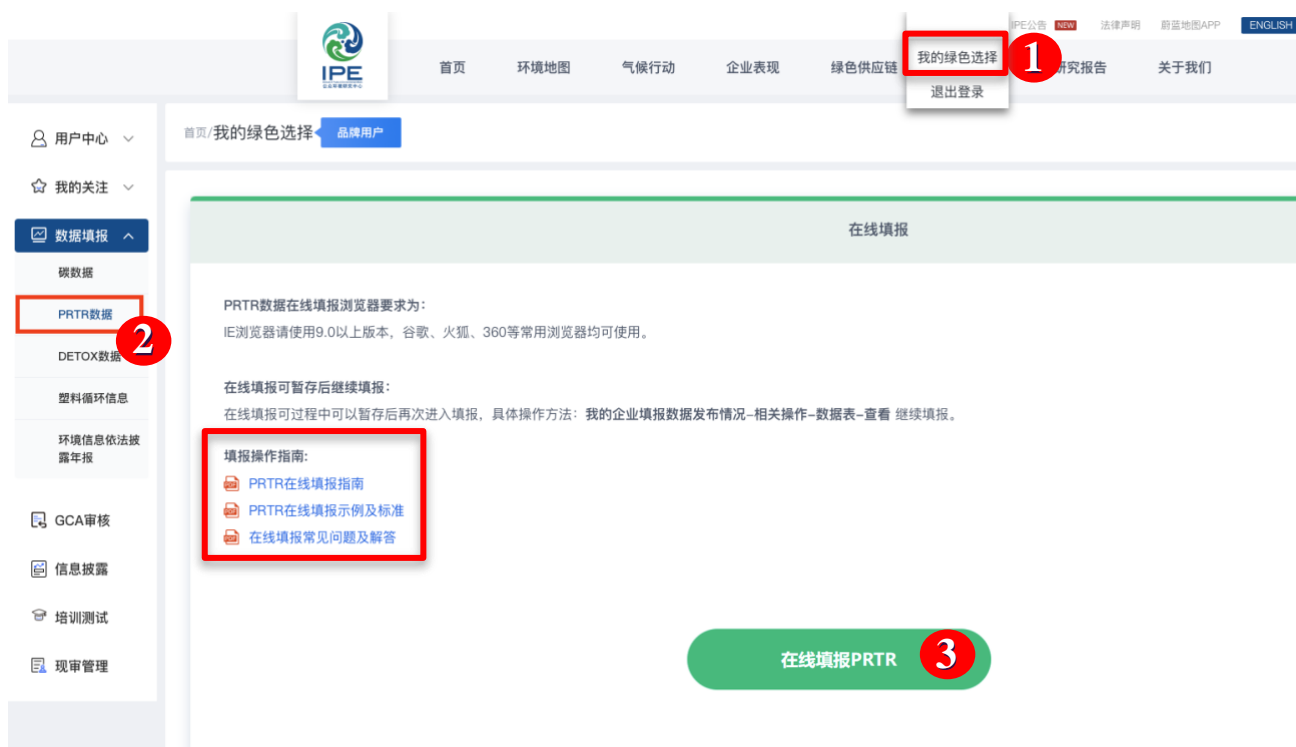 IPE公告 NEW 法律声明 蔚蓝地图APP ENGLISH
IPE
首页 环境地图 气候行动 企业表现 绿色供应链 我的绿色选择 1 研究报告 关于我们
退出登录
用户中心
首页/我的绿色选择 品牌用户
我的关注
数据填报
在线填报
碳数据
PRTR数据
2
DETOX数据
塑料循环信息
环境信息依法披
露年报
GCA审核
信息披露
培训测试
现审管理
PRTR数据在线填报浏览器要求为：
IE浏览器请使用9.0以上版本，谷歌、火狐、360等常用浏览器均可使用。
在线填报可暂存后继续填报：
在线填报可过程中可以暂存后再次进入填报，具体操作方法：我的企业填报数据发布情况–相关操作–数据表–查看 继续填报。
填报操作指南:
PRTR在线填报指南
PRTR在线填报示例及标准
在线填报常见问题及解答
在线填报PRTR 3